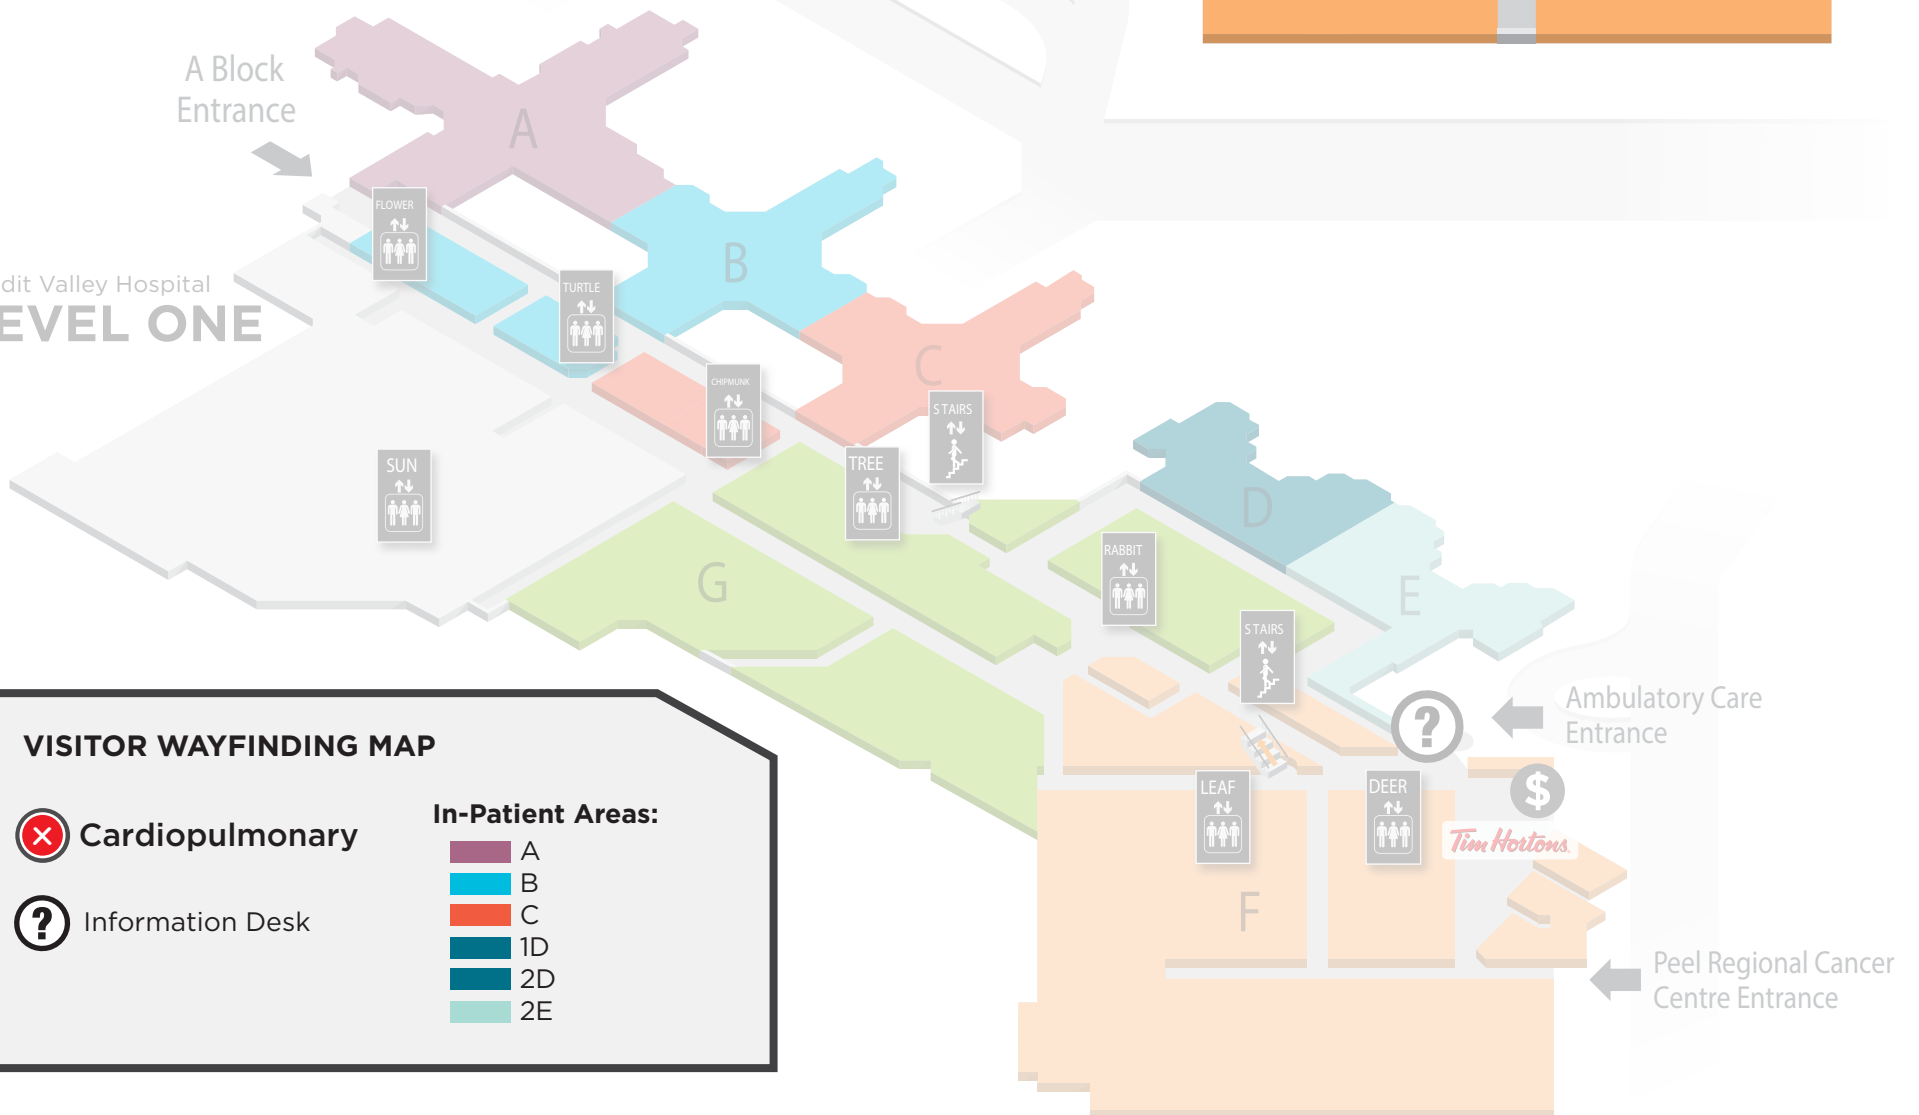 A Block
Entrance
A
FLOWER
B
TURTLE
dit Valley Hospital
EVEL ONE
C
CHIPMUNK
STAIRS
SUN
TREE
D
RABBIT
G
E
STAIRS
Ambulatory Care
Entrance
?
LEAF
DEER
$
Tim Hortons
F
Peel Regional Cancer
Centre Entrance
VISITOR WAYFINDING MAP
Cardiopulmonary
? Information Desk
In-Patient Areas:
A
B
C
1D
2D
2E